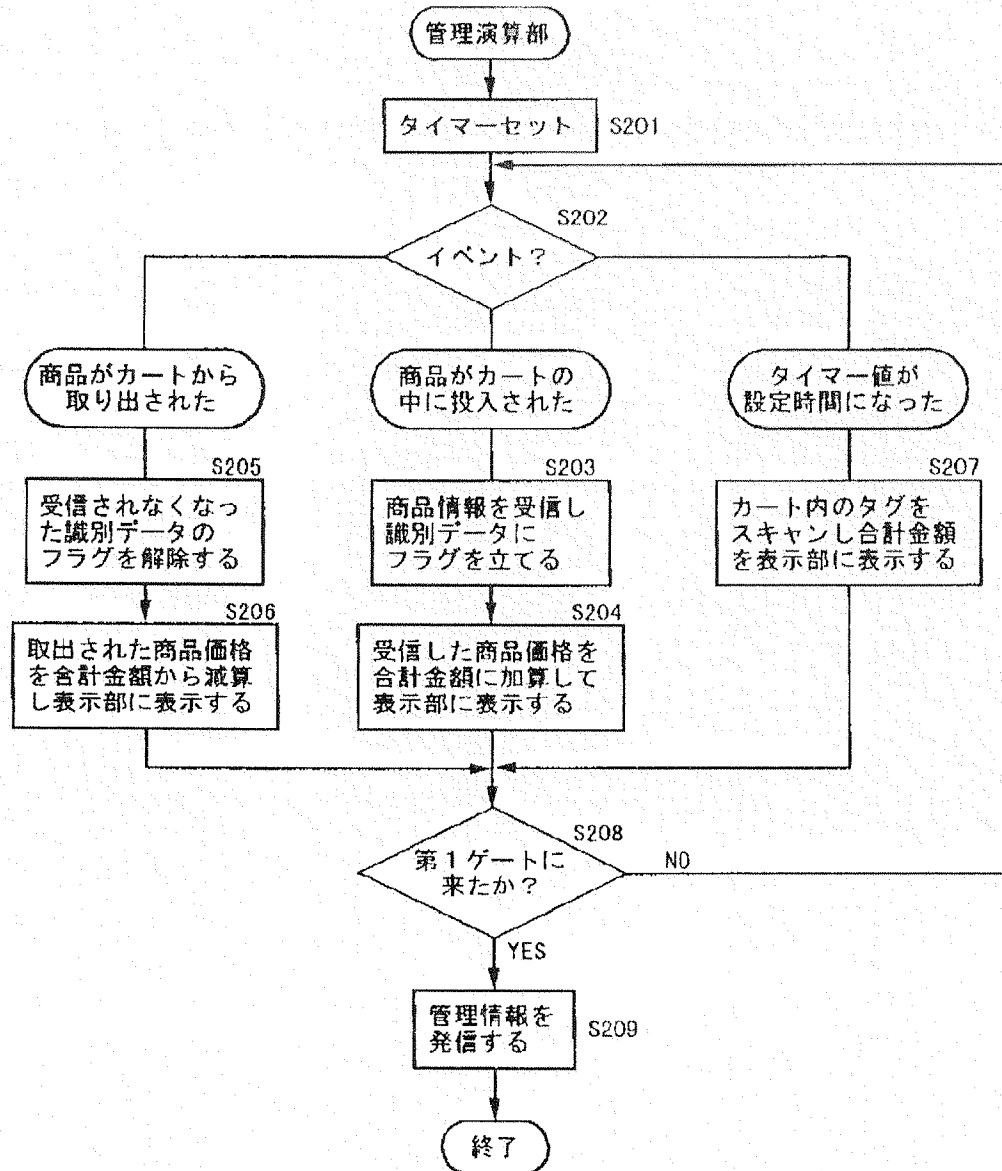 管理演算部
タイマーセット
S201
S202
イベント？
商品がカートから
取り出された
S205
受信されなくなっ
た識別データの
フラグを解除する
S206
取出された商品価格
を合計金額から減算
し表示部に表示する
商品がカートの
中に投入された
S203
商品情報を受信し
識別データに
フラグを立てる
S204
受信した商品価格を
合計金額に加算して
表示部に表示する
タイマー値が
設定時間になった
S207
カート内のタグを
スキャンし合計金額
を表示部に表示する
S208
第１ゲートに
来たか？
NO
YES
管理情報を
発信する
S209
終了